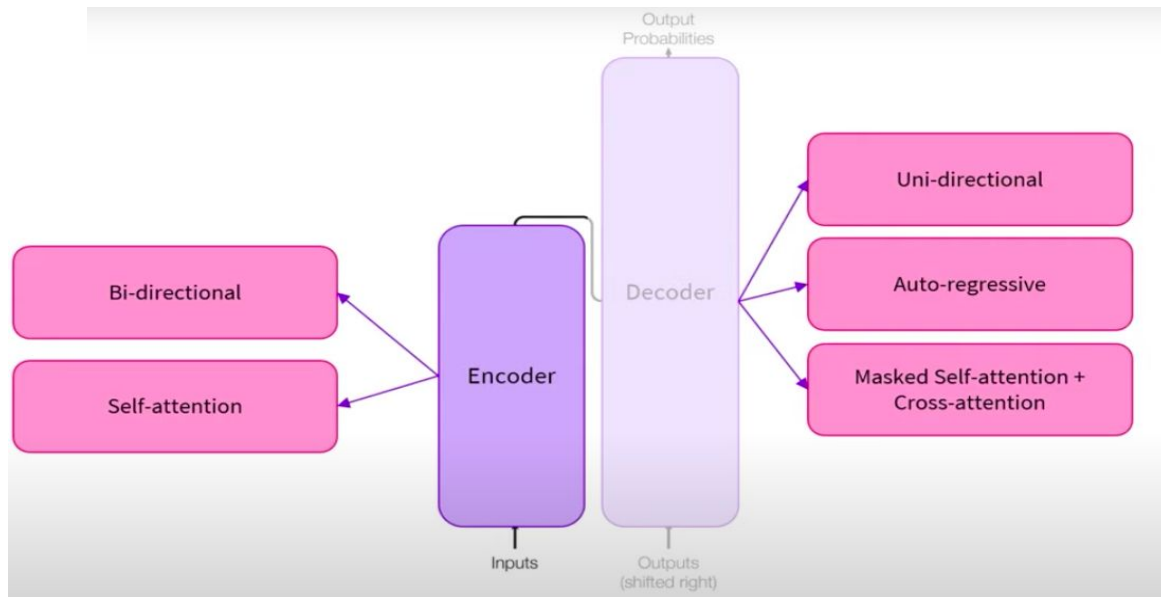 Output
Probabilities
Uni-directional
Bi-directional
Decoder
Auto-regressive
Self-attention
Encoder
Masked Self-attention +
Cross-attention
Inputs
Outputs
(shifted right)